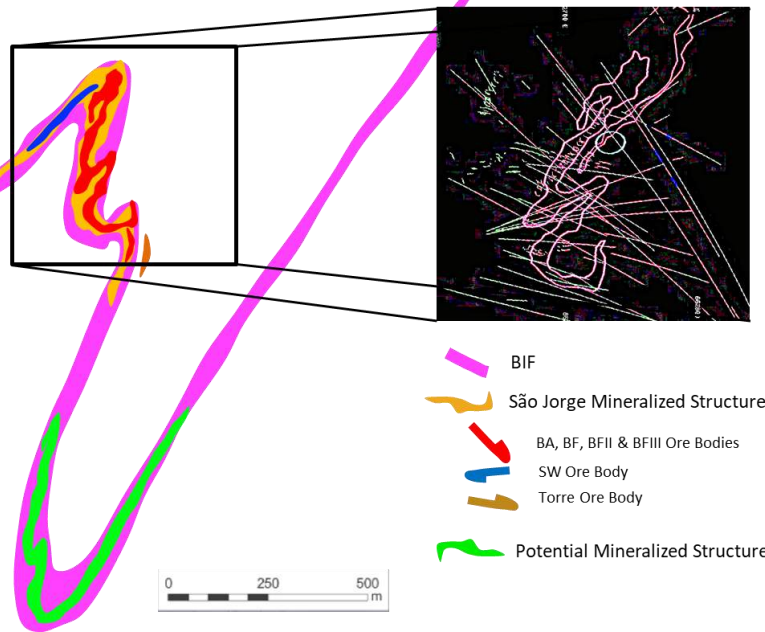 BIF
São Jorge Mineralized Structure
BA, BF, BFII & BFIII Ore Bodies
SW Ore Body
Torre Ore Body
Potential Mineralized Structure
0 250 500
m